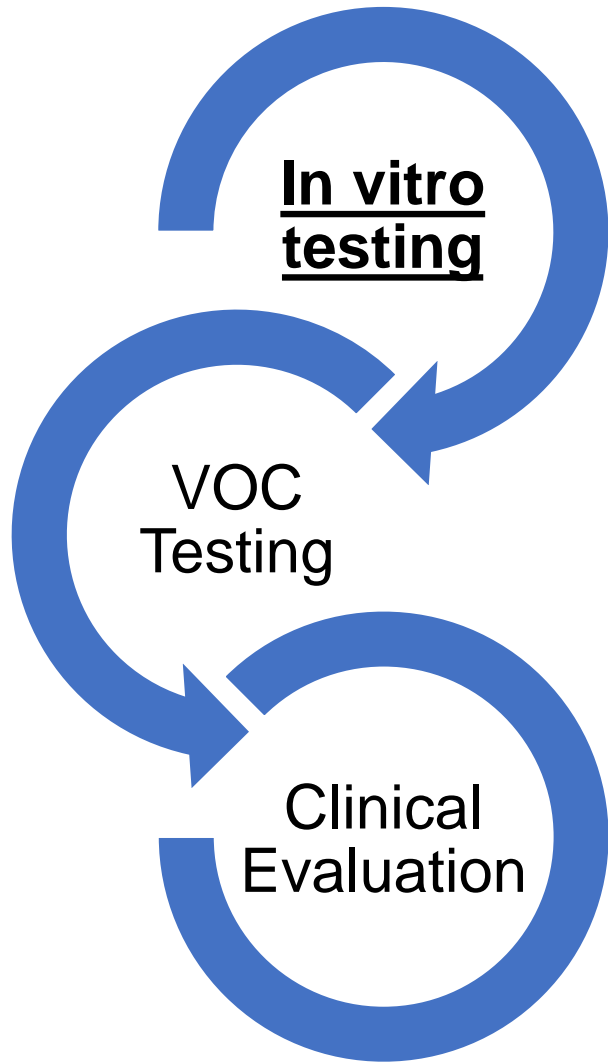 In vitro
testing
VOC
Testing
Clinical
Evaluation